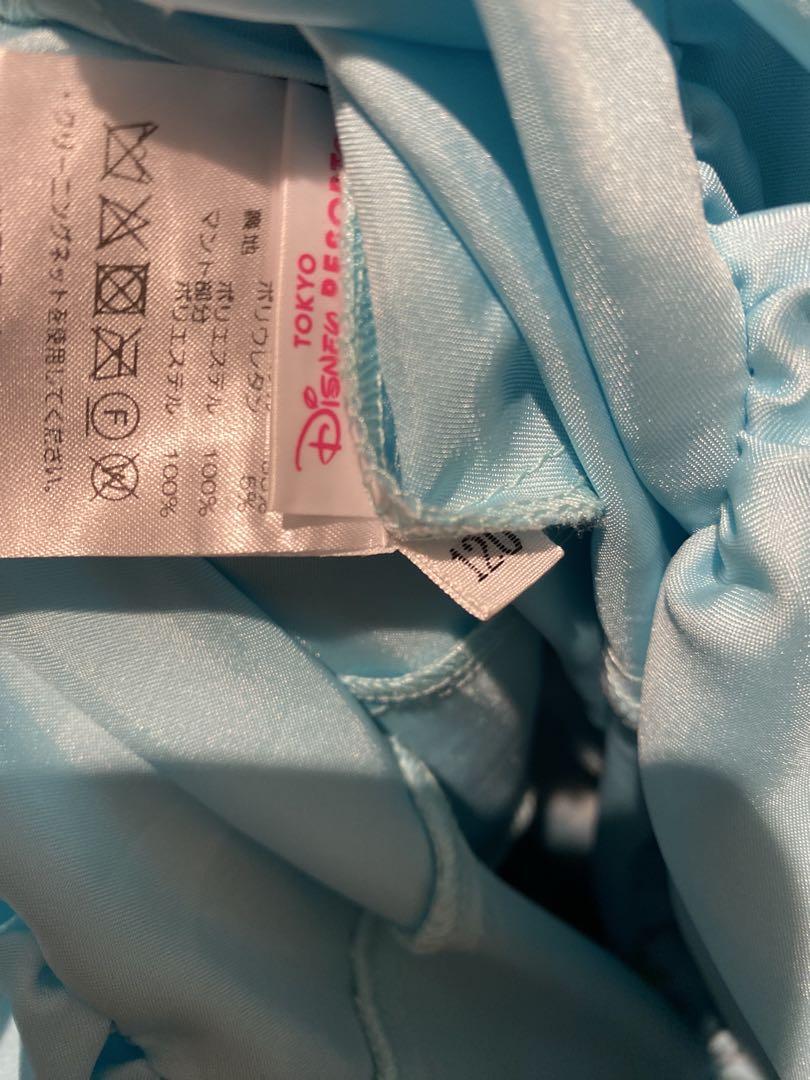 TOKYO
Disney RESORT
ポリウレタン 5%
ポリエステル 100%
マント部分
ポリエステル 100%
F
W
・クリーニングネットを使用してください。
120